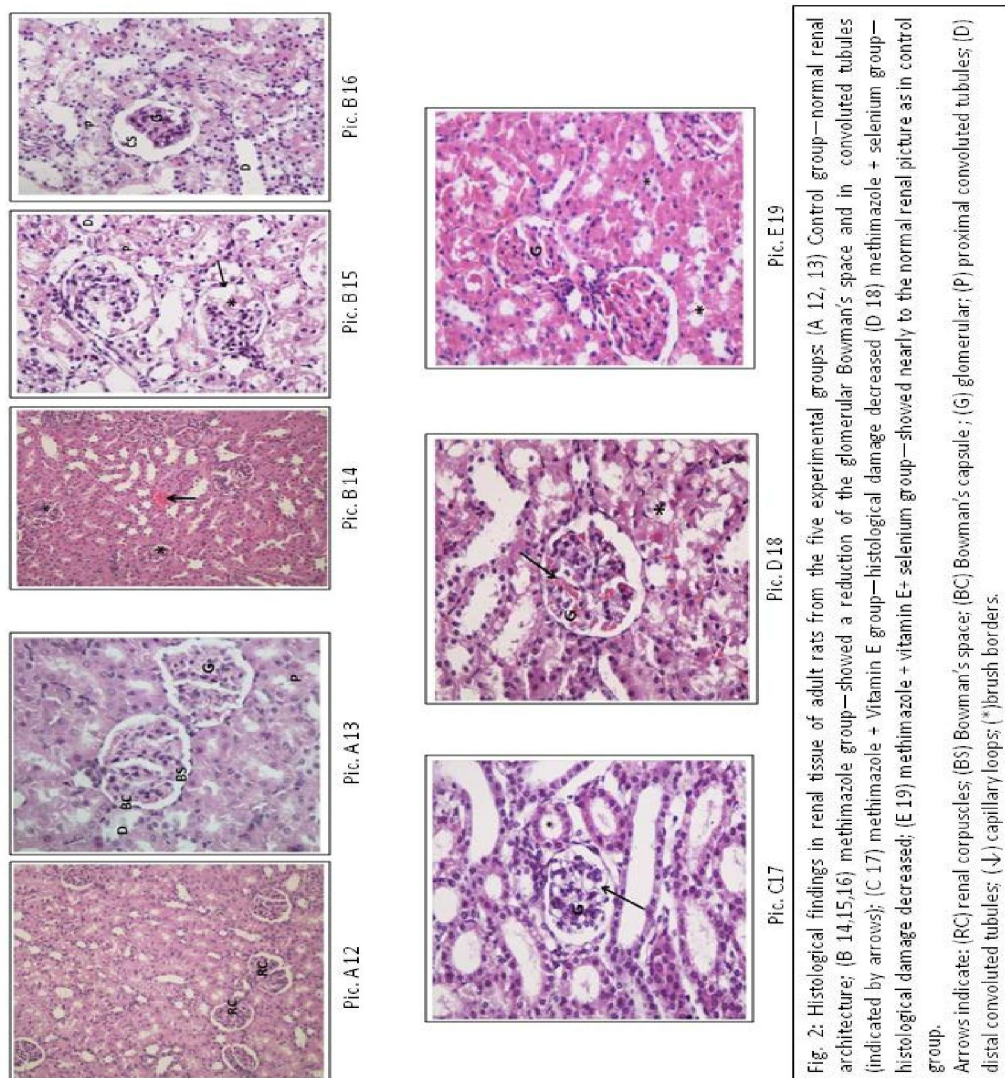 RC
RC
Pic. A12
D
BC
BS
G
P
Pic. A13
*
*
Pic. B14
D
P
*
Pic. B15
P
CS
G
D
Pic. B16
G
*
Pic. C17
G
*
Pic. D18
G
*
*
Pic. E19
Fig. 2: Histological findings in renal tissue of adult rats from the five experimental groups: (A 12, 13) Control group—normal renal
architecture; (B 14,15,16) methimazole group—showed a reduction of the glomerular Bowman's space and in convoluted tubules
(indicated by arrows); (C 17) methimazole + Vitamin E group—histological damage decreased (D 18) methimazole + selenium group—
histological damage decreased; (E 19) methimazole + vitamin E+ selenium group—showed nearly to the normal renal picture as in control
group.
Arrows indicate: (RC) renal corpuscles; (BS) Bowman's space; (BC) Bowman's capsule ; (G) glomerular; (P) proximal convoluted tubules; (D)
distal convoluted tubules; (↓) capillary loops; (*)brush borders.